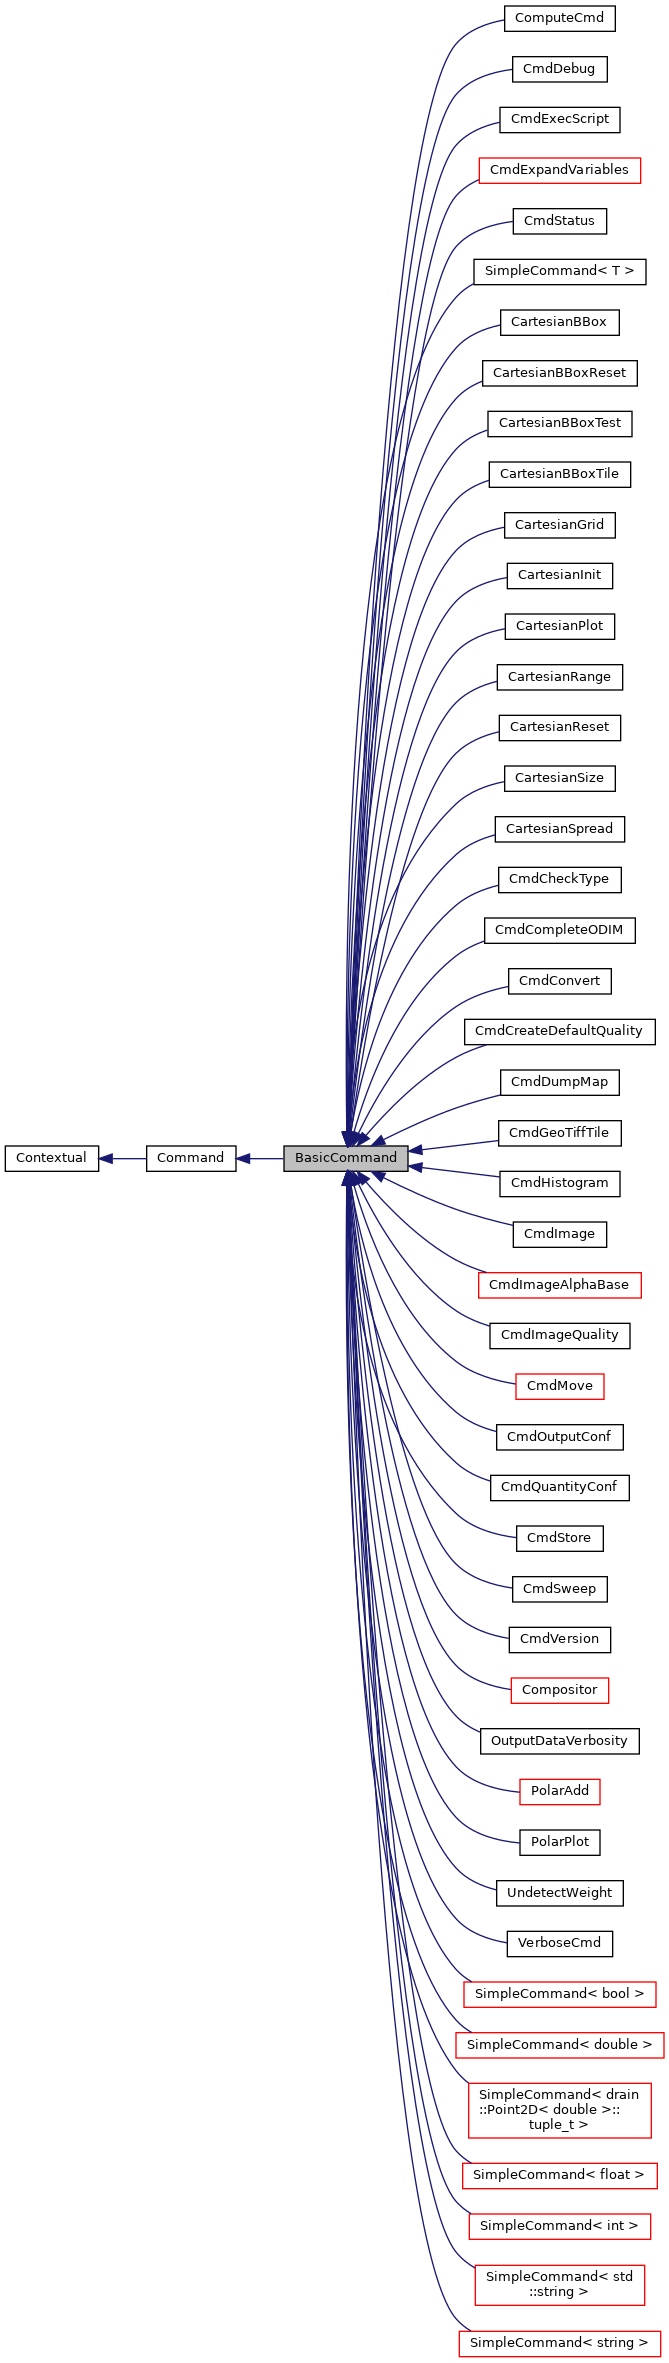 ComputeCmd
CmdDebug
CmdExecScript
CmdExpandVariables
CmdStatus
SimpleCommand< T >
CartesianBBox
CartesianBBoxReset
CartesianBBoxTest
CartesianBBoxTile
CartesianGrid
CartesianInit
CartesianPlot
CartesianRange
CartesianReset
CartesianSize
CartesianSpread
CmdCheckType
CmdCompleteODIM
CmdConvert
CmdCreateDefaultQuality
CmdDumpMap
CmdGeoTiffTile
Contextual
Command
BasicCommand
CmdHistogram
CmdImage
CmdImageAlphaBase
CmdImageQuality
CmdMove
CmdOutputConf
CmdQuantityConf
CmdStore
CmdSweep
CmdVersion
Compositor
OutputDataVerbosity
PolarAdd
PolarPlot
UndetectWeight
VerboseCmd
SimpleCommand< bool >
SimpleCommand< double >
SimpleCommand< drain
::Point2D< double >::
tuple_t >
SimpleCommand< float >
SimpleCommand< int >
SimpleCommand< std
::string >
SimpleCommand< string >